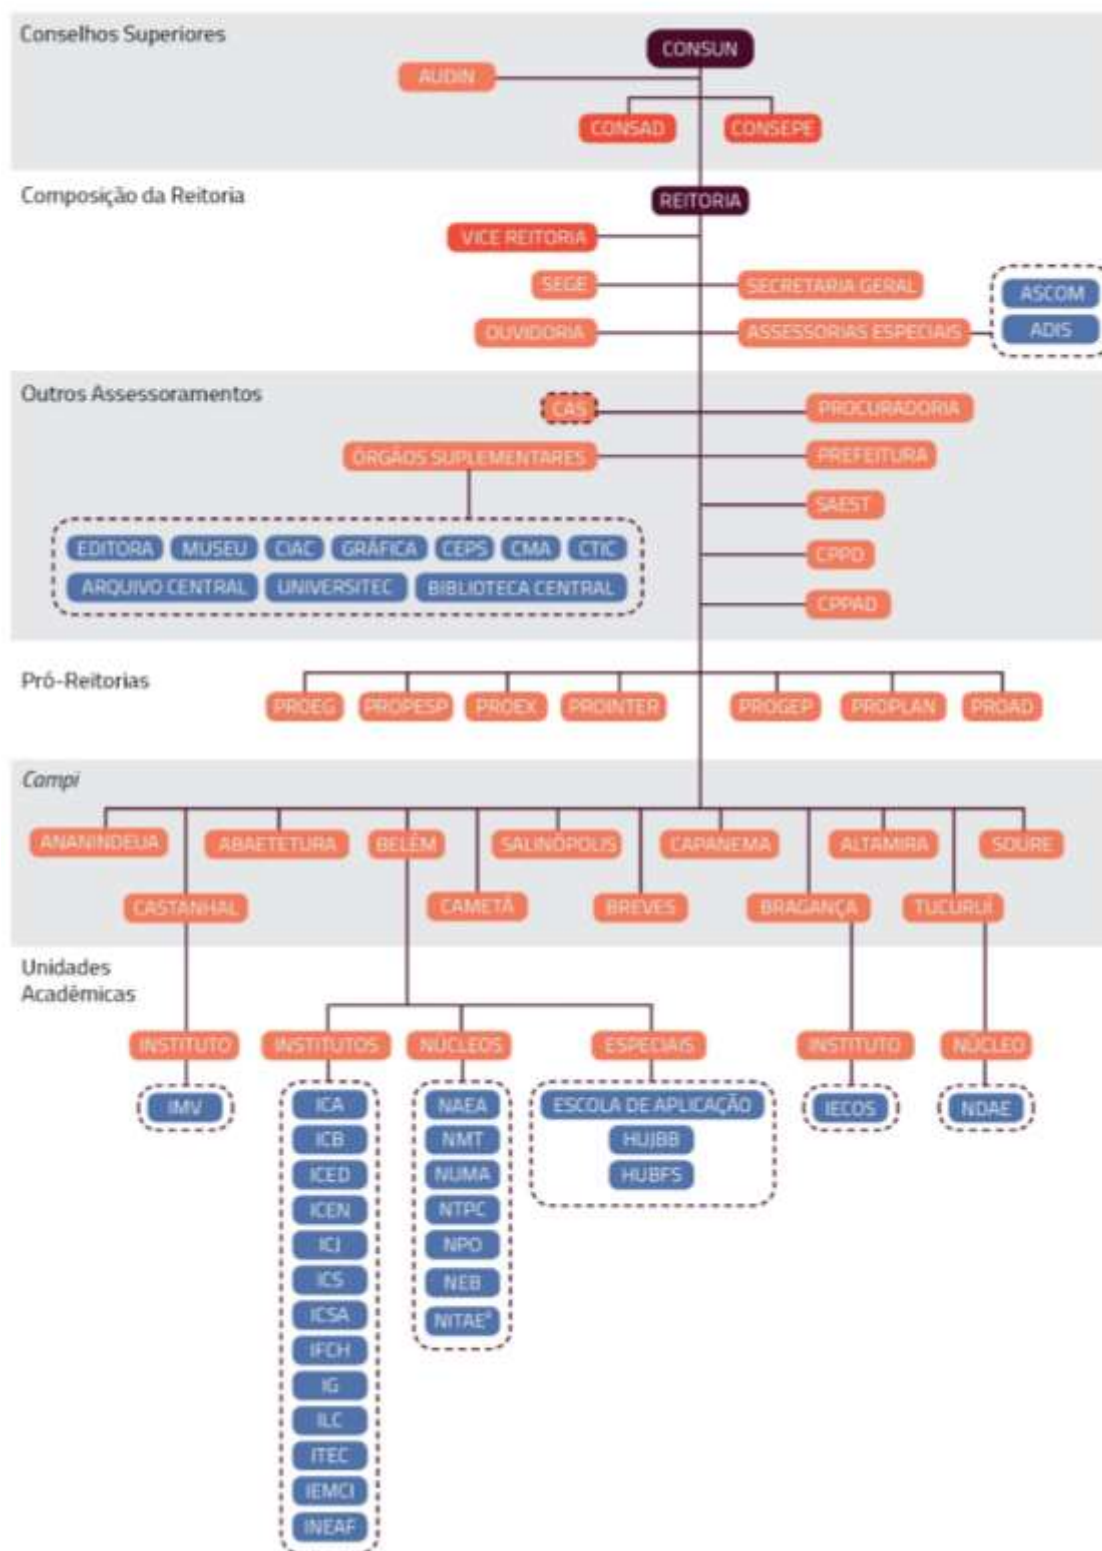 Conselhos Superiores
CONSUN
AUDIN
CONSAD CONSEPE
Composição da Reitoria
REITORIA
VICE REITORIA
SEGE SECRETARIA GERAL
ASCOM
OUVIDORIA ASSESSORIAS ESPECIAIS
ADIS
Outros Assessoramentos
CAS PROCURADORIA
ÓRGÃOS SUPLEMENTARES PREFEITURA
SAEST
EDITORA MUSEU CIAC GRÁFICA CEPS CMA CTIC
CPPD
ARQUIVO CENTRAL UNIVERSITEC BIBLIOTECA CENTRAL
CPPAD
Pró-Reitorias
PROEG PROPESP PROEX PROINTER PROGEP PROPLAN PROAD
Campi
ANANINDEUA ABAETETUBA BELÉM SALINÓPOLIS CAPANEMA ALTAMIRA SOURE
CASTANHAL CAMETÁ BREVES BRAGANÇA TUCURUÍ
Unidades
Acadêmicas
INSTITUTO INSTITUTOS NÚCLEOS ESPECIAIS INSTITUTO NÚCLEO
IMV ICA NAEA ESCOLA DE APLICAÇÃO IECOS NDAE
ICB NMT HUJBB
ICED NUMA HUBFS
ICEN NTPC
ICJ NPO
ICS NEB
ICSA NITAE²
IFCH
IG
ILC
ITEC
IEMCI
INEAF